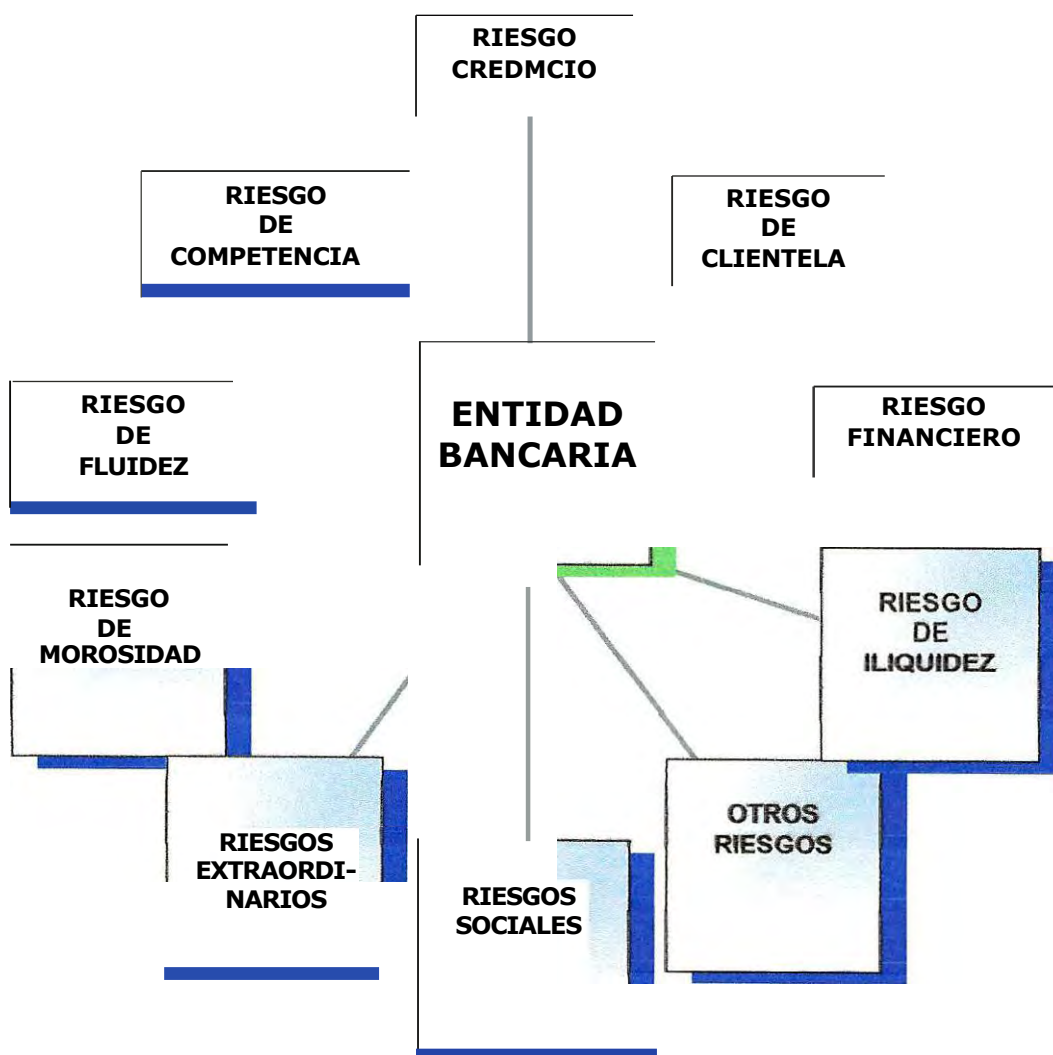 RIESGO
CREDMCIO
RIESGO
DE
COMPETENCIA
RIESGO
DE
CLIENTELA
RIESGO
DE
FLUIDEZ
ENTIDAD
BANCARIA
RIESGO
FINANCIERO
RIESGO
DE
MOROSIDAD
RIESGO
DE
ILIQUIDEZ
RIESGOS
EXTRAORDI-
NARIOS
RIESGOS
SOCIALES
OTROS
RIESGOS